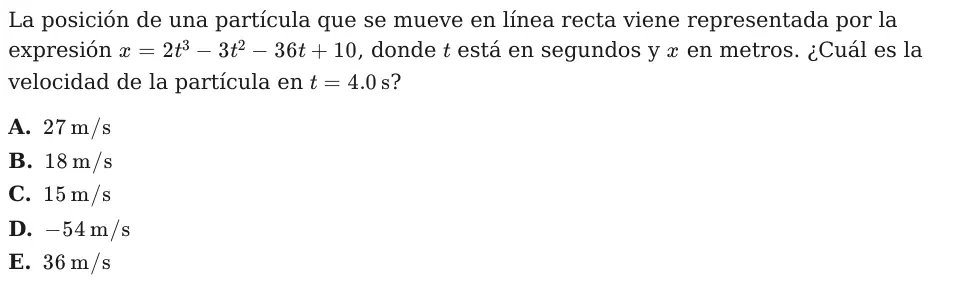 La posición de una partícula que se mueve en línea recta viene representada por la
expresión x = 2t³ − 3t² − 36t + 10, donde t está en segundos y x en metros. ¿Cuál es la
velocidad de la partícula en t = 4.0 s?
A. 27 m/s
B. 18 m/s
C. 15 m/s
D. −54 m/s
E. 36 m/s